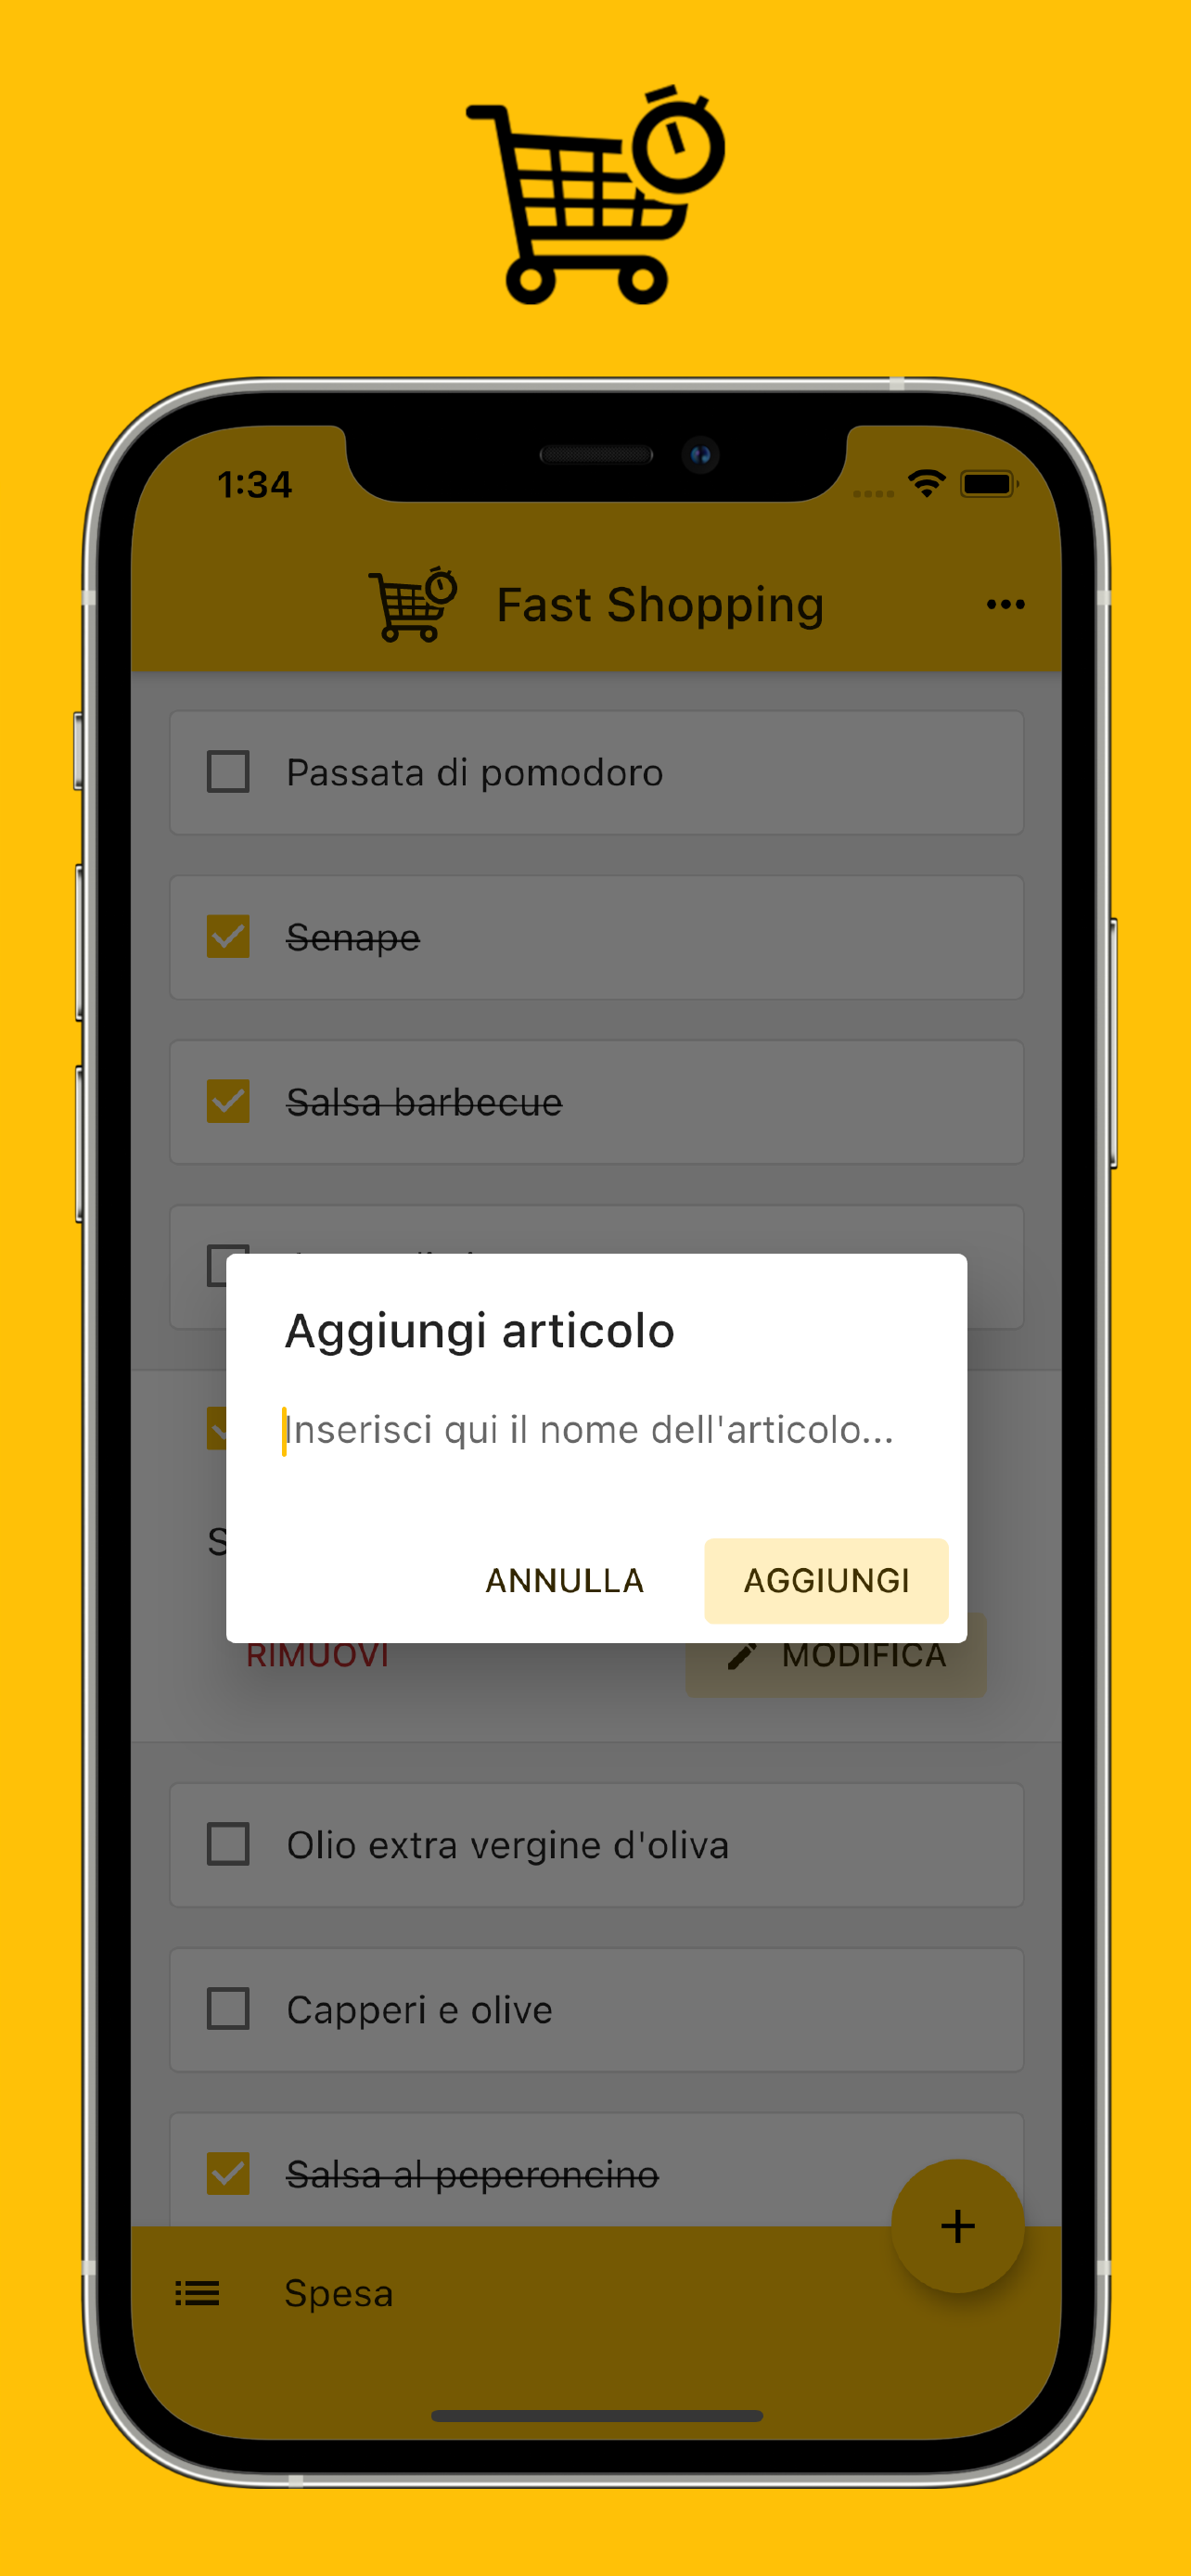 1:34
Fast Shopping
Passata di pomodoro
Senape
Salsa barbecue
Aggiungi articolo
Inserisci qui il nome dell'articolo...
S
ANNULLA
AGGIUNGI
RIMUOVI
MODIFICA
Olio extra vergine d'oliva
Capperi e olive
Salsa al peperoncino
Spesa